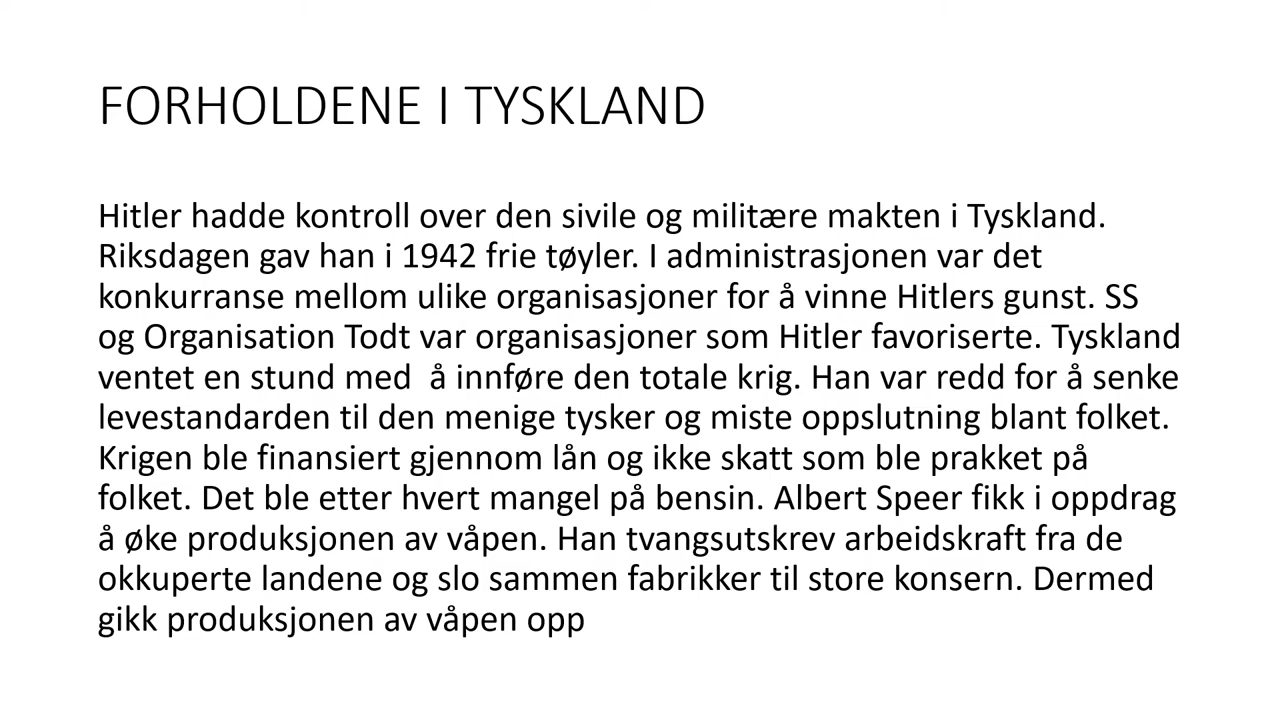 FORHOLDENE I TYSKLAND
Hitler hadde kontroll over den sivile og militære makten i Tyskland.
Riksdagen gav han i 1942 frie tøyler. I administrasjonen var det
konkurranse mellom ulike organisasjoner for å vinne Hitlers gunst. SS
og Organisation Todt var organisasjoner som Hitler favoriserte. Tyskland
ventet en stund med  å innføre den totale krig. Han var redd for å senke
levestandarden til den menige tysker og miste oppslutning blant folket.
Krigen ble finansiert gjennom lån og ikke skatt som ble prakket på
folket. Det ble etter hvert mangel på bensin. Albert Speer fikk i oppdrag
å øke produksjonen av våpen. Han tvangsutskrev arbeidskraft fra de
okkuperte landene og slo sammen fabrikker til store konsern. Dermed
gikk produksjonen av våpen opp